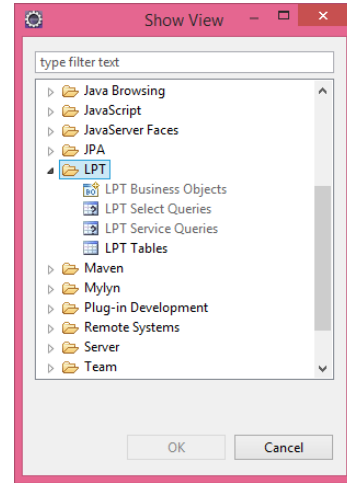 Show View
type filter text
Java Browsing
JavaScript
JavaServer Faces
JPA
LPT
LPT Business Objects
LPT Select Queries
LPT Service Queries
LPT Tables
Maven
Mylyn
Plug-in Development
Remote Systems
Server
Team
OK Cancel